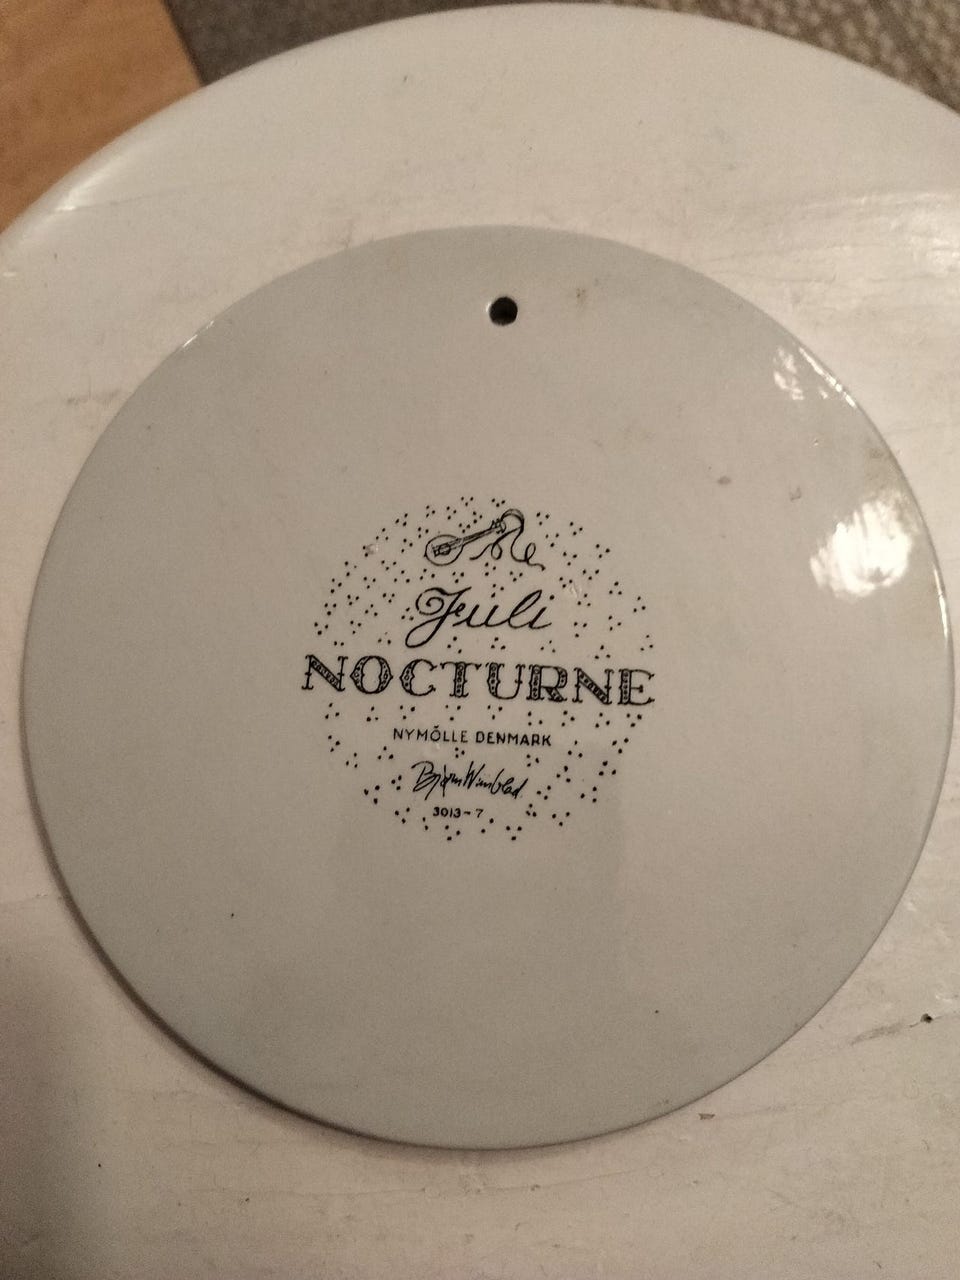 Juli
NOCTURNE
NYMÖLLE DENMARK
Bjørn Wiinblad
3013-7